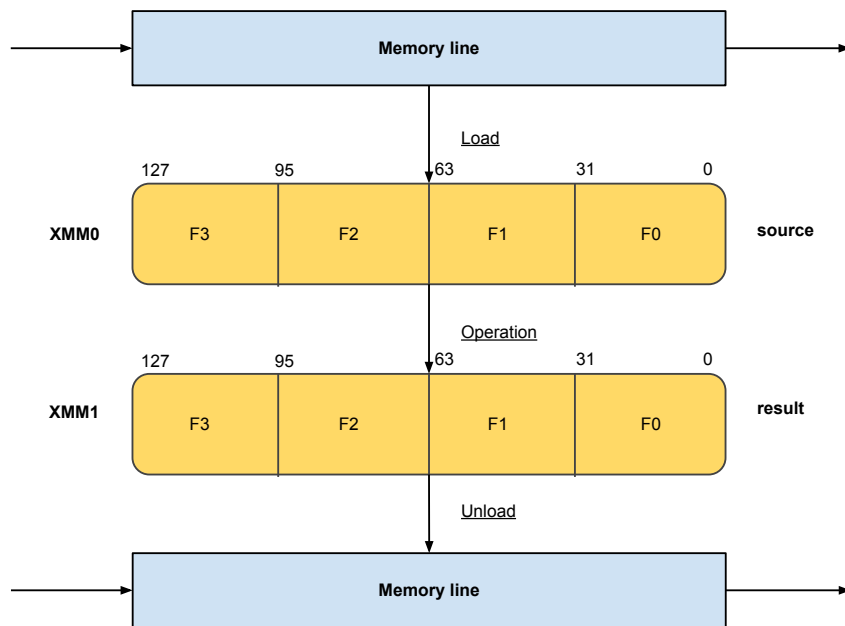 Memory line
Load
127 95 63 31 0
XMM0 F3 F2 F1 F0 source
Operation
127 95 63 31 0
XMM1 F3 F2 F1 F0 result
Unload
Memory line